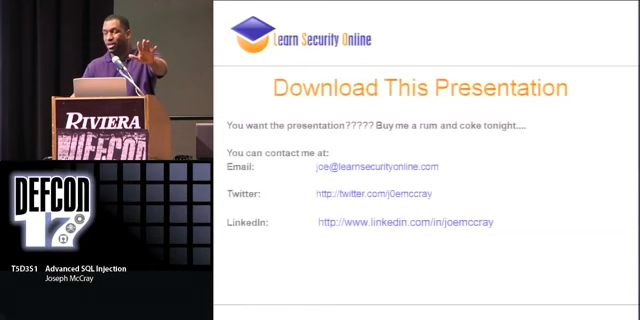 RIVIERA
DEFCON
DEFCON
17
T5D3S1 Advanced SQL Injection
Joseph McCray
Learn Security Online
Download This Presentation
You want the presentation????? Buy me a rum and coke tonight....
You can contact me at:
Email: joe@learnsecurityonline.com
Twitter: http://twitter.com/j0emccray
LinkedIn: http://www.linkedin.com/in/joemccray